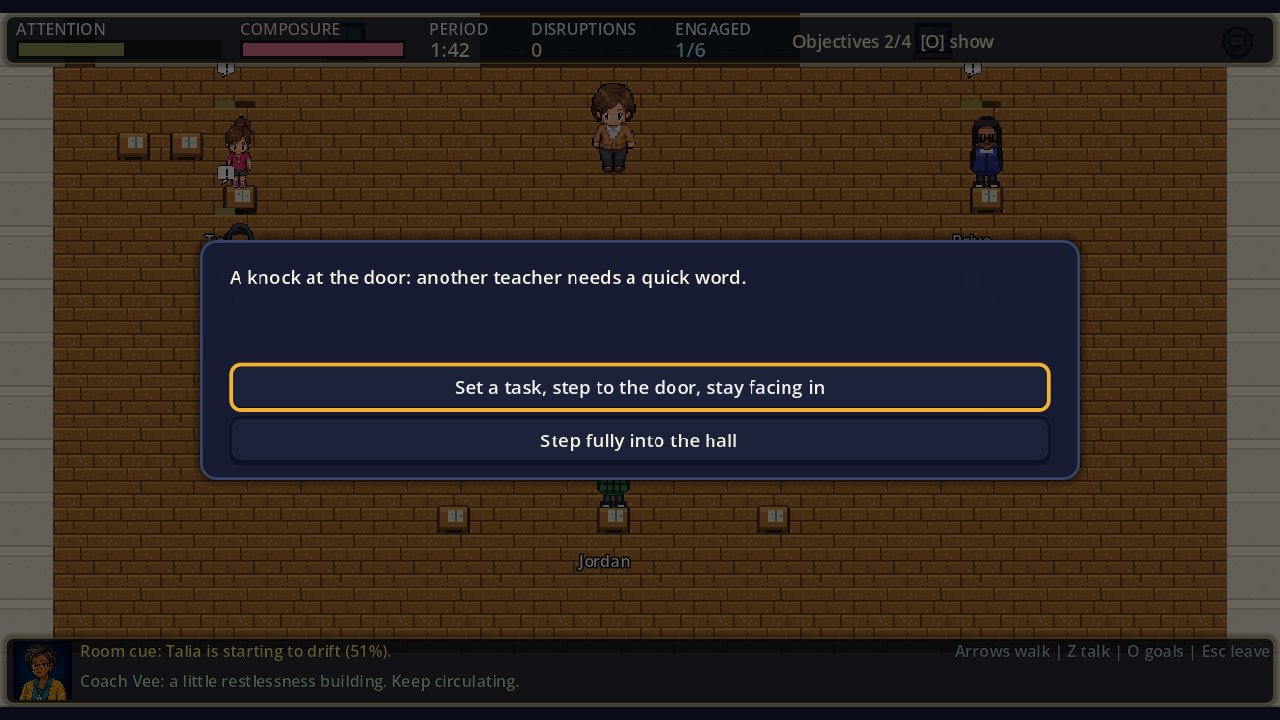 ATTENTION
COMPOSURE
PERIOD
DISRUPTIONS
ENGAGED
1:42
0
1/6
Objectives 2/4 [O] show
A knock at the door: another teacher needs a quick word.
Set a task, step to the door, stay facing in
Step fully into the hall
Jordan
Room cue: Talia is starting to drift (51%).
Coach Vee: a little restlessness building. Keep circulating.
Arrows walk | Z talk | O goals | Esc leave